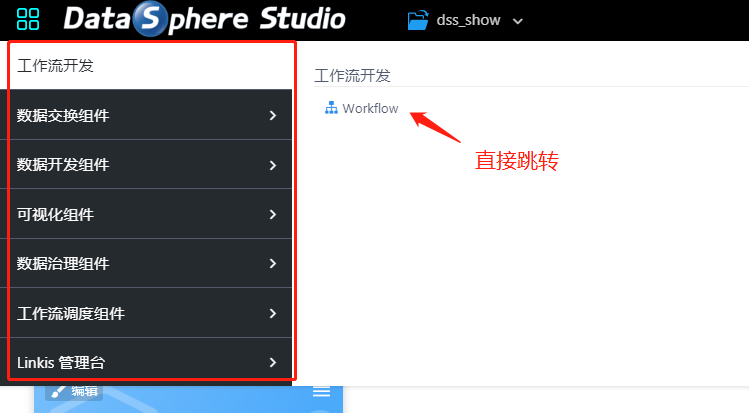 DataSphere Studio
dss_show
工作流开发
数据交换组件
数据开发组件
可视化组件
数据治理组件
工作流调度组件
Linkis 管理台
工作流开发
Workflow
直接跳转
编辑